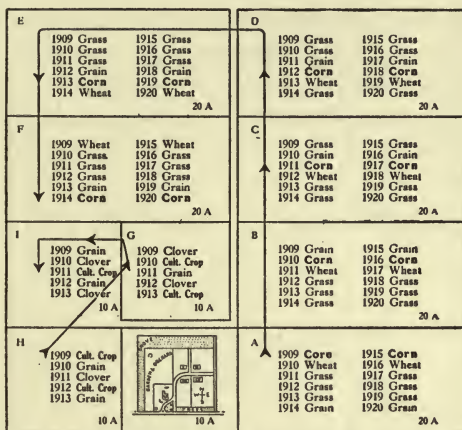 E
1909 Grass 1915 Grass
1910 Grass 1916 Grass
1911 Grass 1917 Grass
1912 Grain 1918 Grain
1913 Corn 1919 Corn
1914 Wheat 1920 Wheat
20 A
D
1909 Grass 1915 Grass
1910 Grass 1916 Grass
1911 Grain 1917 Grain
1912 Corn 1918 Corn
1913 Wheat 1919 Wheat
1914 Grass 1920 Grass
20 A
F
1909 Wheat 1915 Wheat
1910 Grass 1916 Grass
1911 Grass 1917 Grass
1912 Grass 1918 Grass
1913 Grain 1919 Grain
1914 Corn 1920 Corn
20 A
C
1909 Grass 1915 Grass
1910 Grain 1916 Grain
1911 Corn 1917 Corn
1912 Wheat 1918 Wheat
1913 Grass 1919 Grass
1914 Grass 1920 Grass
20 A
I
1909 Grain
1910 Clover
1911 Cult. Crop
1912 Grain
1913 Clover
10 A
G
1909 Clover
1910 Cult. Crop
1911 Grain
1912 Clover
1913 Cult. Crop
10 A
B
1909 Grain 1915 Grain
1910 Corn 1916 Corn
1911 Wheat 1917 Wheat
1912 Grass 1918 Grass
1913 Grass 1919 Grass
1914 Grass 1920 Grass
20 A
H
1909 Cult. Crop
1910 Grain
1911 Clover
1912 Cult. Crop
1913 Grain
10 A
10 A
A
1909 Core 1915 Corn
1910 Wheat 1916 Wheat
1911 Grass 1917 Grass
1912 Grass 1918 Grass
1913 Grass 1919 Grass
1914 Grain 1920 Grain
20 A